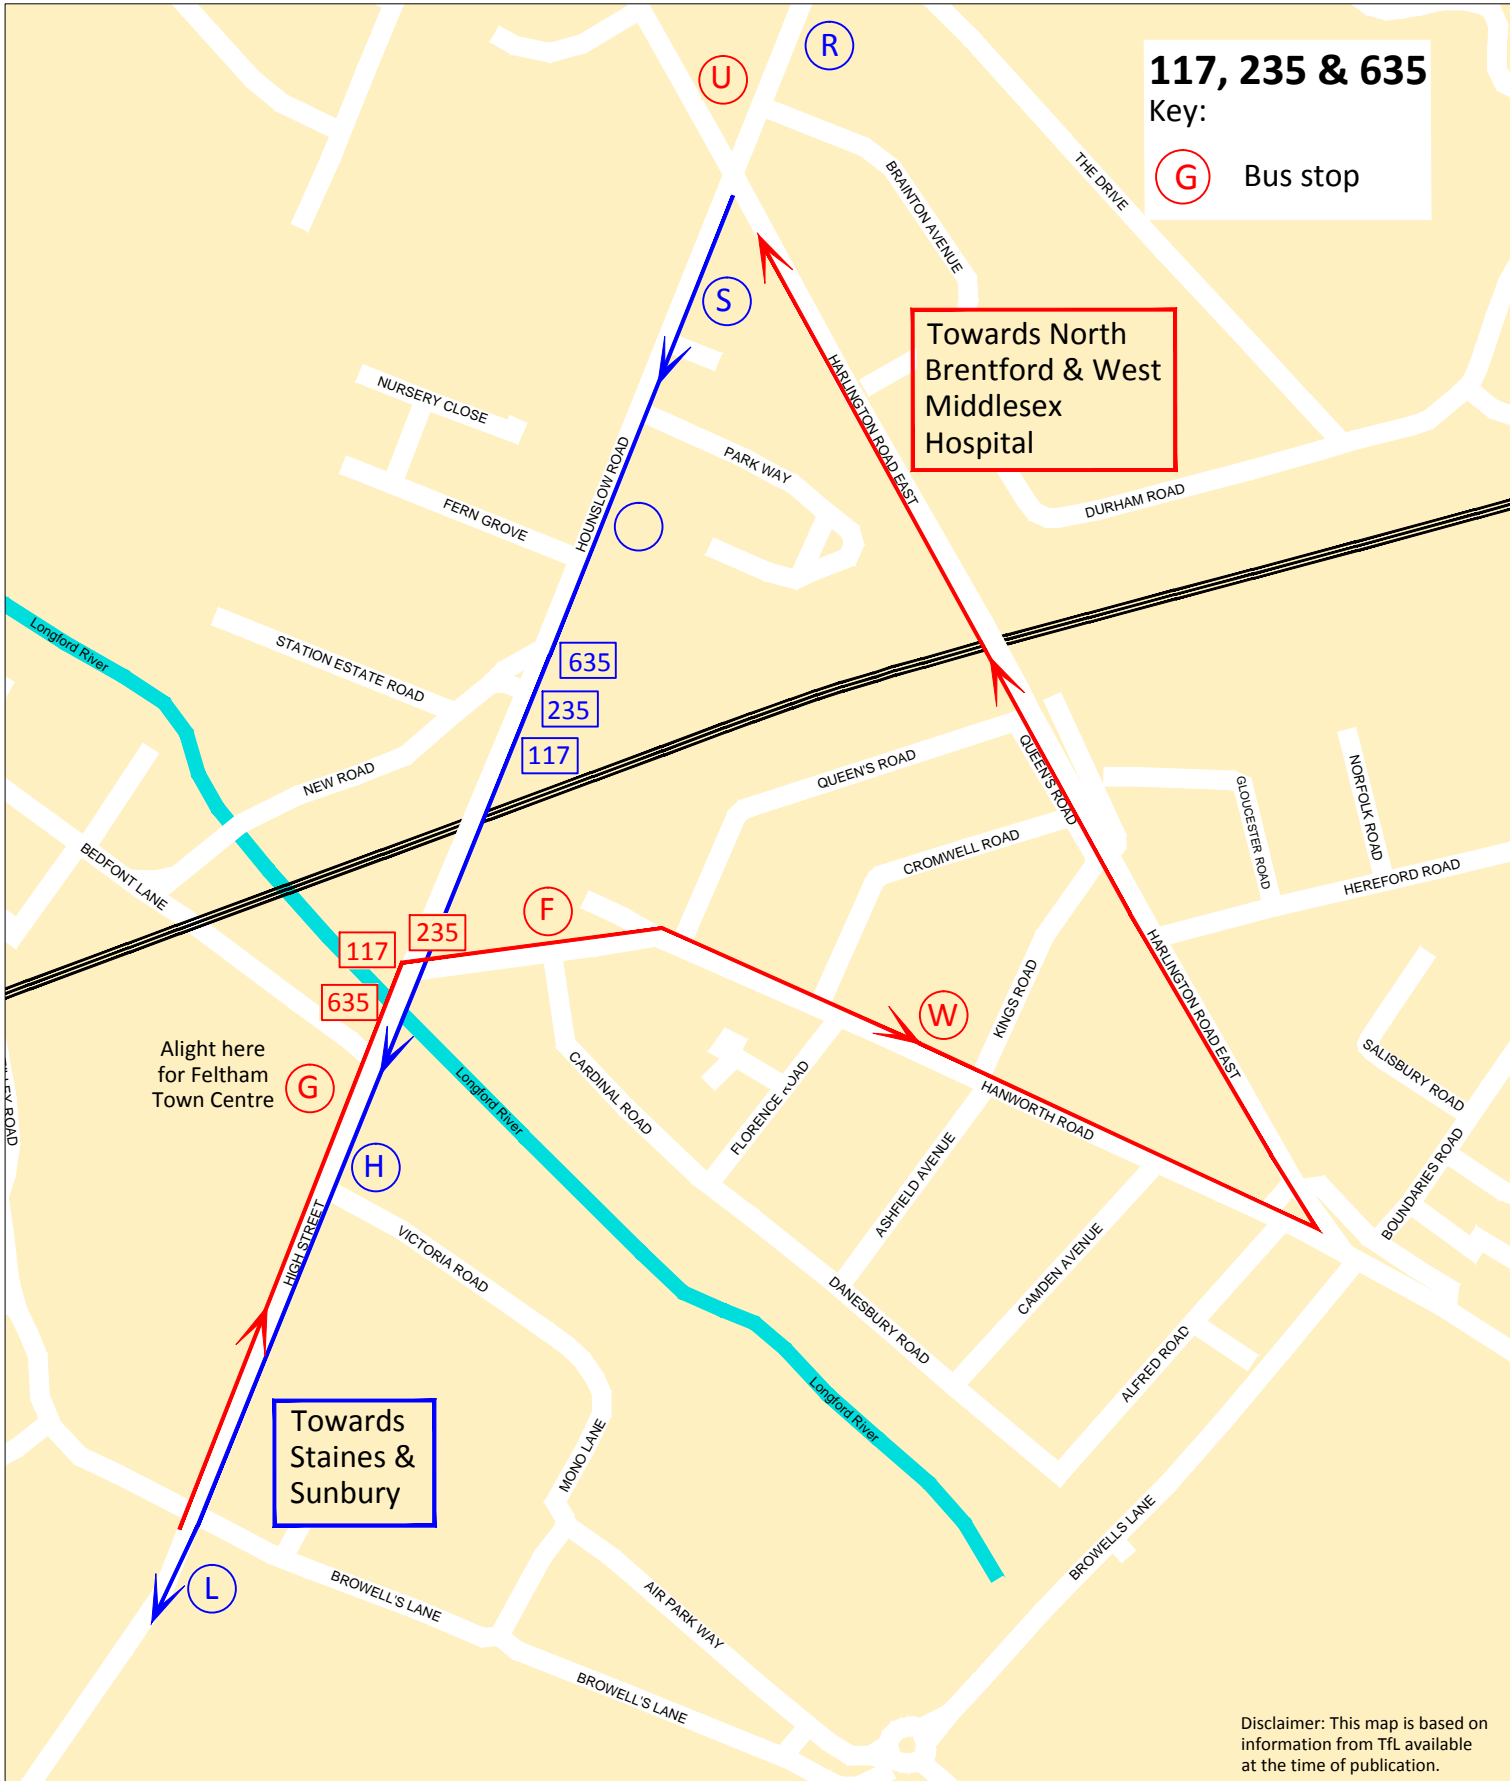 R
U
117, 235 & 635
Key:
G
Bus stop
THE DRIVE
BRAINTON AVENUE
S
Towards North
Brentford & West
Middlesex
Hospital
HARLINGTON ROAD EAST
NURSERY CLOSE
HOUNSLOW ROAD
PARK WAY
FERN GROVE
DURHAM ROAD
Longford River
STATION ESTATE ROAD
635
235
117
NEW ROAD
QUEEN'S ROAD
QUEEN'S ROAD
CROMWELL ROAD
GLOUCESTER ROAD
NORFOLK ROAD
HEREFORD ROAD
BEDFONT LANE
F
235
117
635
W
KINGS ROAD
HARLINGTON ROAD EAST
SALISBURY ROAD
Alight here
for Feltham
Town Centre
G
Longford River
CARDINAL ROAD
FLORENCE ROAD
HANWORTH ROAD
ASHFIELD AVENUE
BOUNDARIES ROAD
H
HIGH STREET
VICTORIA ROAD
DANESBURY ROAD
CAMDEN AVENUE
ALFRED ROAD
Longford River
Towards
Staines &
Sunbury
MONO LANE
BROWELLS LANE
L
BROWELL'S LANE
AIR PARK WAY
BROWELL'S LANE
Disclaimer: This map is based on
information from TfL available
at the time of publication.